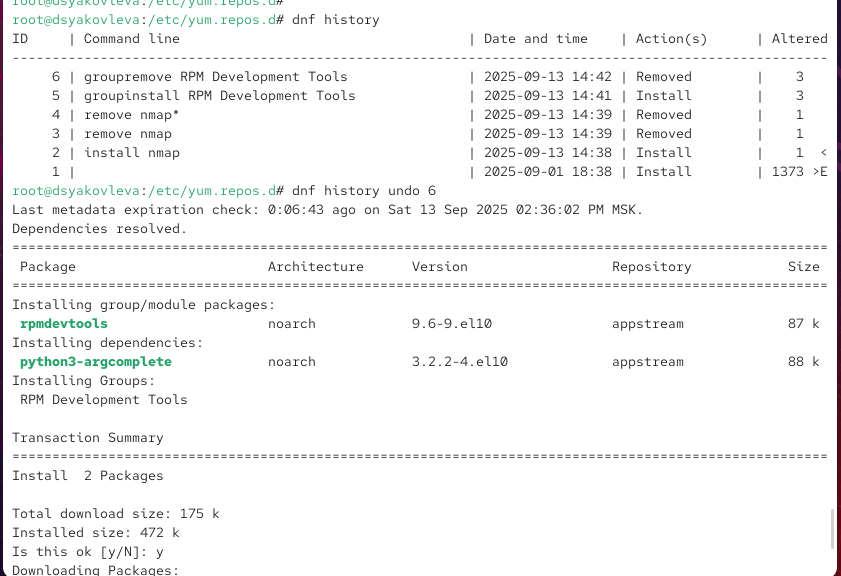 root@dsyakovleva:/etc/yum.repos.d#
root@dsyakovleva:/etc/yum.repos.d# dnf history
ID     | Command line                                    | Date and time    | Action(s)      | Altered
------------------------------------------------------------------------------------------------------
     6 | groupremove RPM Development Tools               | 2025-09-13 14:42 | Removed        |    3
     5 | groupinstall RPM Development Tools              | 2025-09-13 14:41 | Install        |    3
     4 | remove nmap*                                    | 2025-09-13 14:39 | Removed        |    1
     3 | remove nmap                                     | 2025-09-13 14:39 | Removed        |    1
     2 | install nmap                                    | 2025-09-13 14:38 | Install        |    1  <
     1 |                                                 | 2025-09-01 18:38 | Install        | 1373 >E
root@dsyakovleva:/etc/yum.repos.d# dnf history undo 6
Last metadata expiration check: 0:06:43 ago on Sat 13 Sep 2025 02:36:02 PM MSK.
Dependencies resolved.
======================================================================================================
 Package                        Architecture      Version                  Repository            Size
======================================================================================================
Installing group/module packages:
 rpmdevtools                    noarch            9.6-9.el10               appstream             87 k
Installing dependencies:
 python3-argcomplete            noarch            3.2.2-4.el10             appstream             88 k
Installing Groups:
 RPM Development Tools
Transaction Summary
======================================================================================================
Install  2 Packages
Total download size: 175 k
Installed size: 472 k
Is this ok [y/N]: y
Downloading Packages: